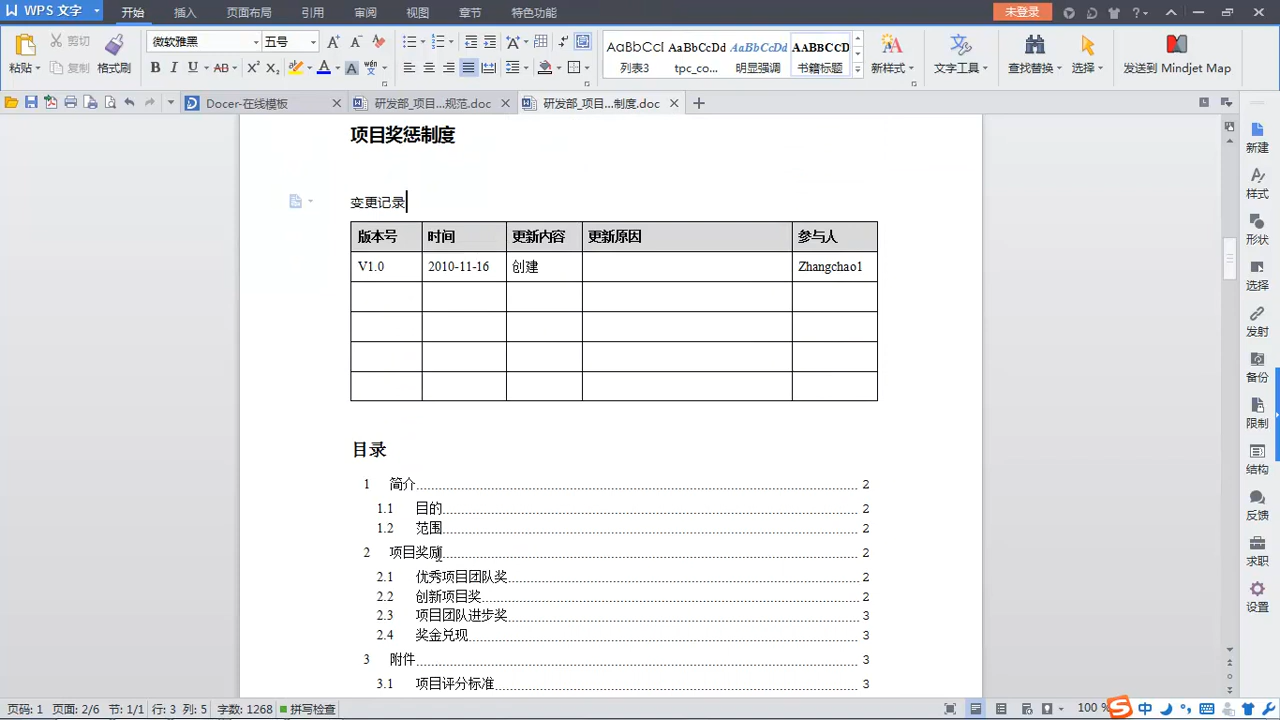 WPS 文字
开始 插入 页面布局 引用 审阅 视图 章节 特色功能
未登录
粘贴 剪切 复制 格式刷
微软雅黑 五号
AaBbCcI AaBbCcDd AaBbCcDd AABBCCD
列表3 tpc_co... 明显强调 书籍标题
新样式 文字工具 查找替换 选择 发送到 Mindjet Map
Docer-在线模板 研发部_项目...规范.doc 研发部_项目...制度.doc
项目奖惩制度
变更记录
版本号 时间 更新内容 更新原因 参与人
V1.0 2010-11-16 创建 Zhangchao1
目录
1 简介 2
1.1 目的 2
1.2 范围 2
2 项目奖励 2
2.1 优秀项目团队奖 2
2.2 创新项目奖 2
2.3 项目团队进步奖 3
2.4 奖金兑现 3
3 附件 3
3.1 项目评分标准 3
新建
样式
形状
选择
发射
备份
限制
结构
反馈
求职
设置
页码: 1 页面: 2/6 节: 1/1 行: 3 列: 5 字数: 1268 拼写检查 100 % 中